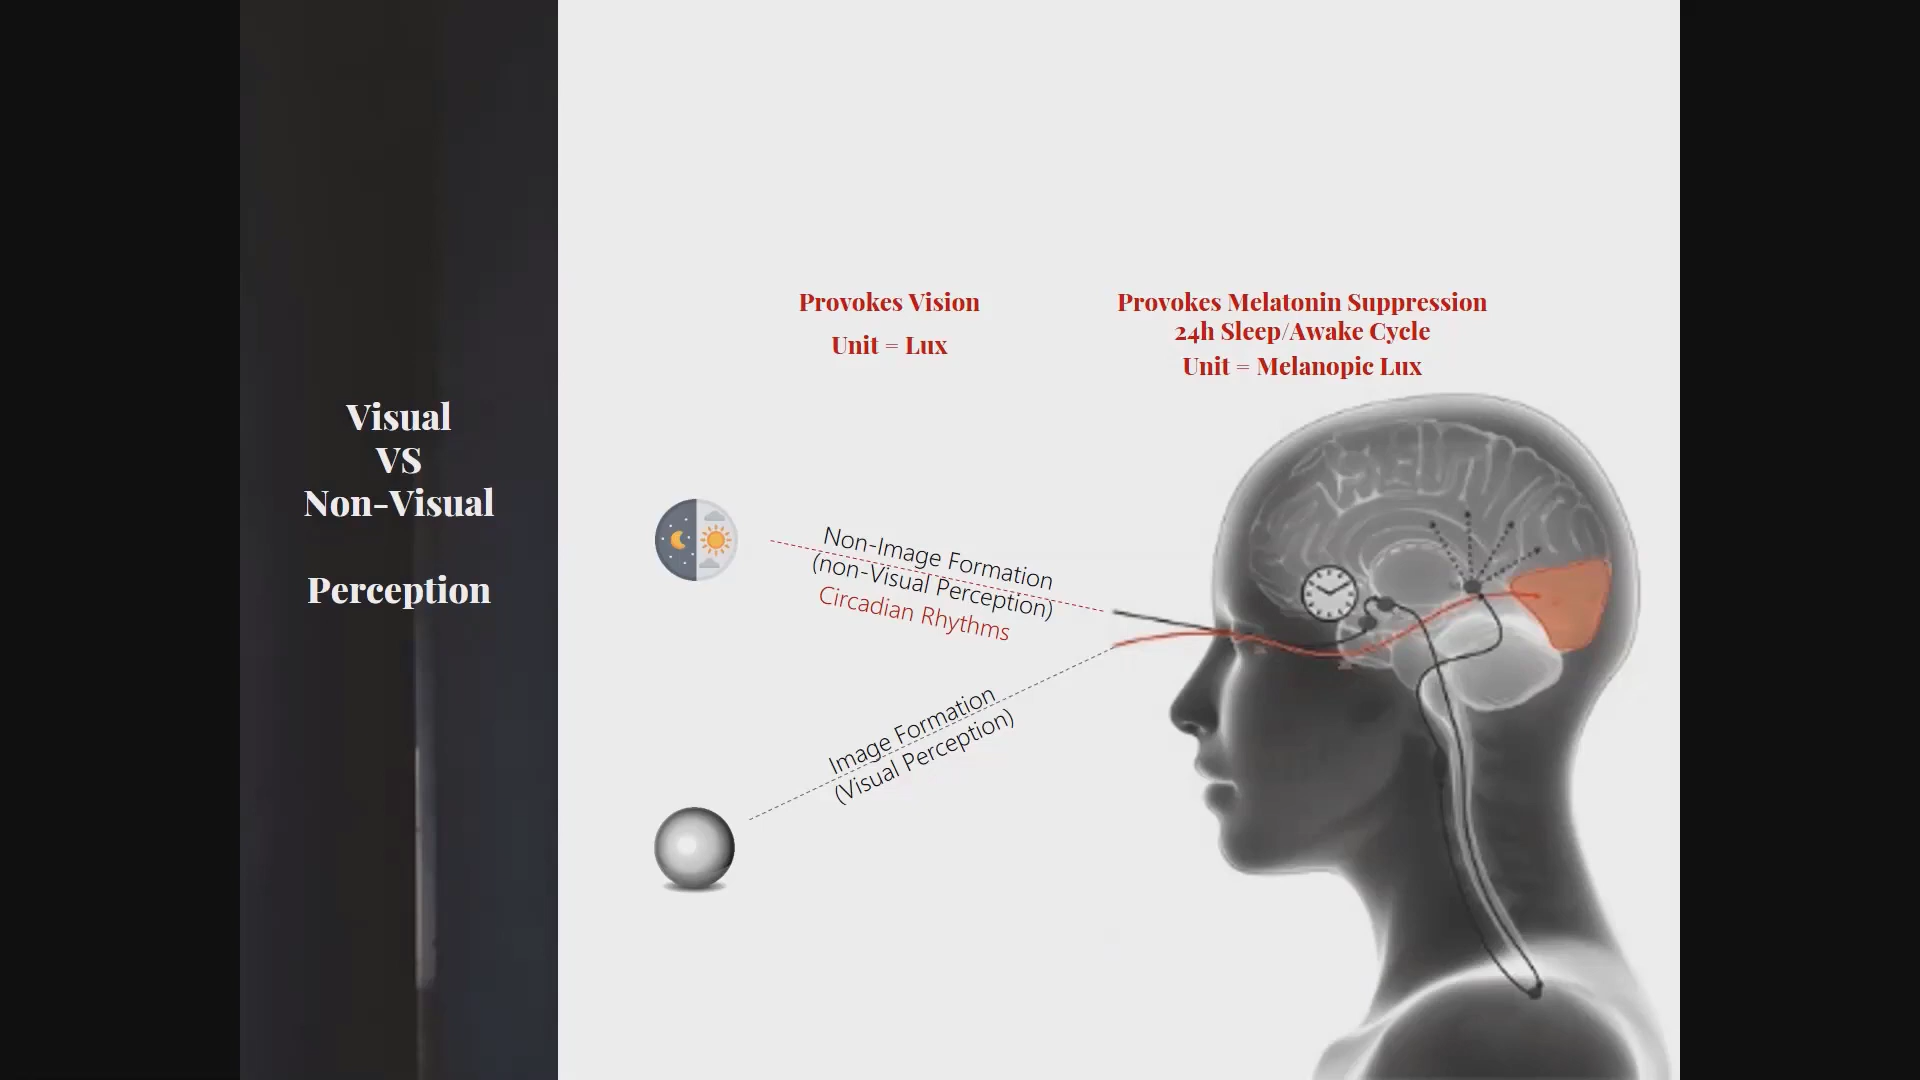 Visual
VS
Non-Visual
Perception
Provokes Vision
Unit = Lux
Provokes Melatonin Suppression
24h Sleep/Awake Cycle
Unit = Melanopic Lux
Non-Image Formation
(non-Visual Perception)
Circadian Rhythms
Image Formation
(Visual Perception)